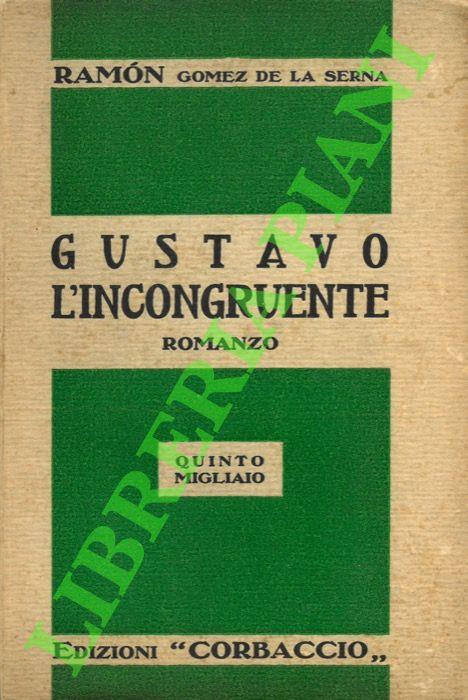 RAMÓN GOMEZ DE LA SERNA
GUSTAVO
L'INCONGRUENTE
ROMANZO
QUINTO
MIGLIAIO
EDIZIONI “CORBACCIO„
LIBRERIA PIANI